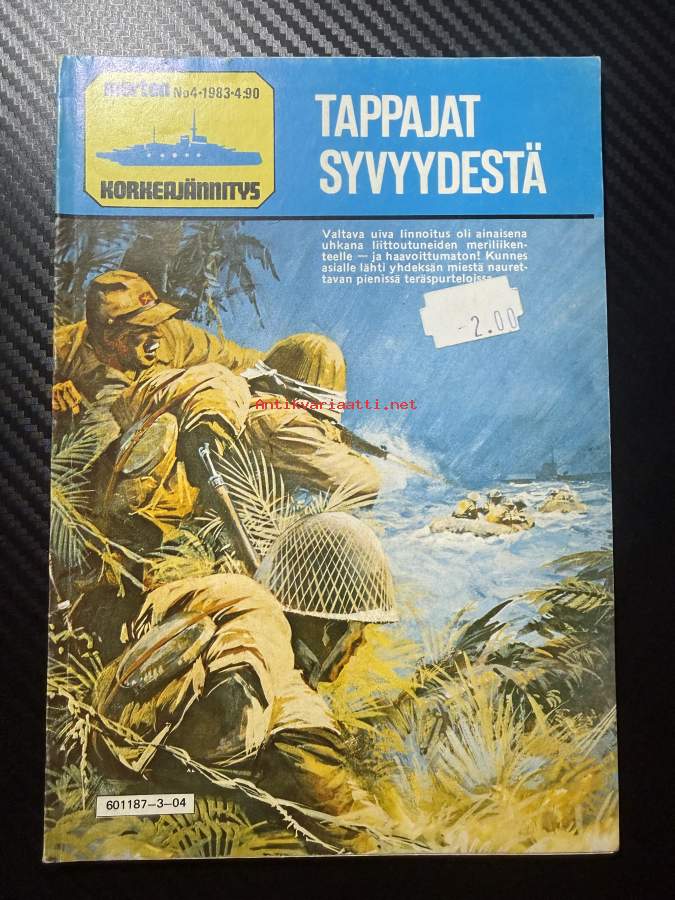 merten No4·1983·4:90
KORKEAJÄNNITYS
TAPPAJAT
SYVYYDESTÄ
Valtava uiva linnoitus oli ainaisena
uhkana liittoutuneiden meriliiken-
teelle — ja haavoittumaton! Kunnes
asialle lähti yhdeksän miestä nauret-
tavan pienissä teräspurteloissa
-2.00
Antikvariaatti.net
601187—3—04